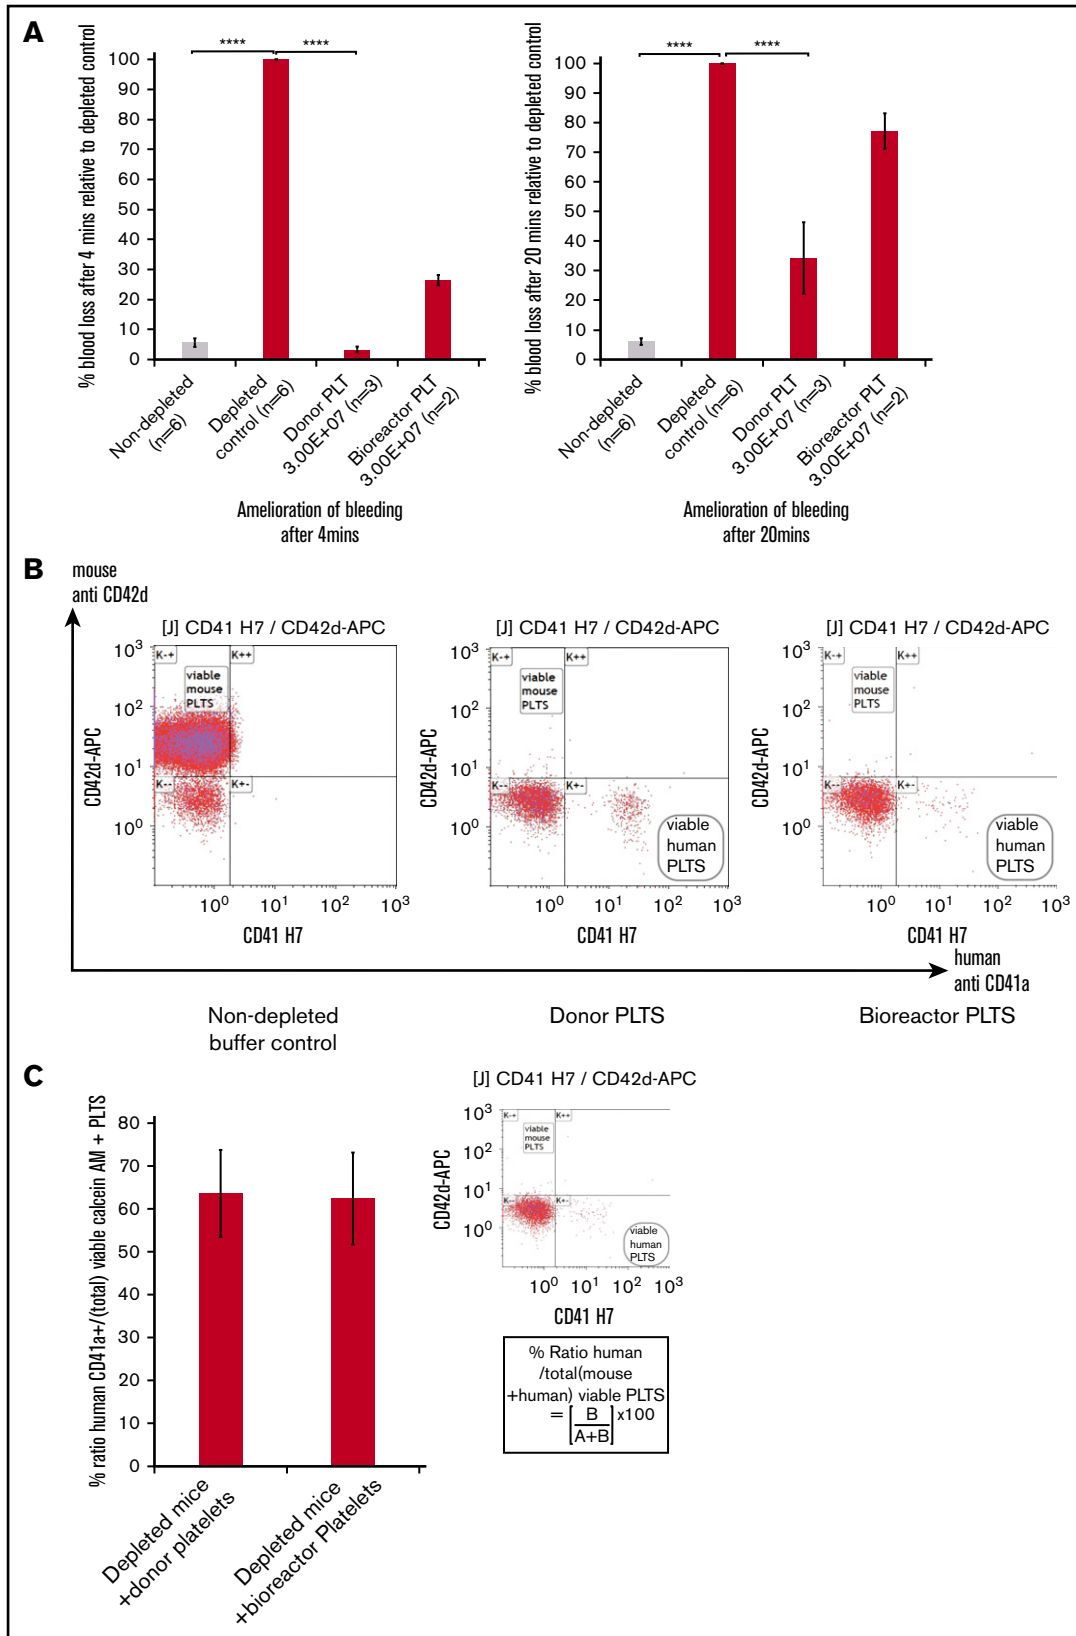 A
% blood loss after 4 mins relative to depleted control
100
90
80
70
60
50
40
30
20
10
0
****
****
Non-depleted
(n=6)
Depleted
control (n=6)
Donor PLT
3.00E+07 (n=3)
Bioreactor PLT
3.00E+07 (n=2)
Amelioration of bleeding
after 4mins
% blood loss after 20 mins relative to depleted control
100
90
80
70
60
50
40
30
20
10
0
****
****
Non-depleted
(n=6)
Depleted
control (n=6)
Donor PLT
3.00E+07 (n=3)
Bioreactor PLT
3.00E+07 (n=2)
Amelioration of bleeding
after 20mins
B
mouse
anti CD42d
[J] CD41 H7 / CD42d-APC
CD42d-APC
10³
10²
10¹
10⁰
K-+
K++
viable
mouse
PLTS
K--
K+-
10⁰ 10¹ 10² 10³
CD41 H7
[J] CD41 H7 / CD42d-APC
CD42d-APC
10³
10²
10¹
10⁰
K-+
K++
viable
mouse
PLTS
K--
K+-
viable
human
PLTS
10⁰ 10¹ 10² 10³
CD41 H7
[J] CD41 H7 / CD42d-APC
CD42d-APC
10³
10²
10¹
10⁰
K-+
K++
viable
mouse
PLTS
K--
K+-
viable
human
PLTS
10⁰ 10¹ 10² 10³
CD41 H7
human
anti CD41a
Non-depleted
buffer control
Donor PLTS
Bioreactor PLTS
C
% ratio human CD41a+/(total) viable calcein AM + PLTS
80
70
60
50
40
30
20
10
0
Depleted mice
+donor platelets
Depleted mice
+bioreactor Platelets
[J] CD41 H7 / CD42d-APC
CD42d-APC
10³
10²
10¹
10⁰
K-+
K++
viable
mouse
PLTS
K--
K+-
viable
human
PLTS
10⁰ 10¹ 10² 10³
CD41 H7
% Ratio human
/total(mouse
+human) viable PLTS
= [B/A+B] x100